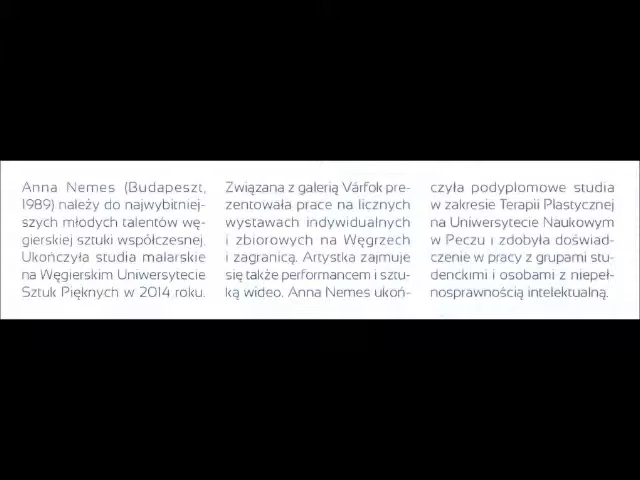 Anna Nemes (Budapeszt,
1989) należy do najwybitniej-
szych młodych talentów wę-
gierskiej sztuki współczesnej.
Ukończyła studia malarskie
na Węgierskim Uniwersytecie
Sztuk Pięknych w 2014 roku.
Związana z galerią Várfok pre-
zentowała prace na licznych
wystawach indywidualnych
i zbiorowych na Węgrzech
i zagranicą. Artystka zajmuje
się także performancem i sztu-
ką wideo. Anna Nemes ukoń-
czyła podyplomowe studia
w zakresie Terapii Plastycznej
na Uniwersytecie Naukowym
w Peczu i zdobyła doświad-
czenie w pracy z grupami stu-
denckimi i osobami z niepeł-
nosprawnością intelektualną.